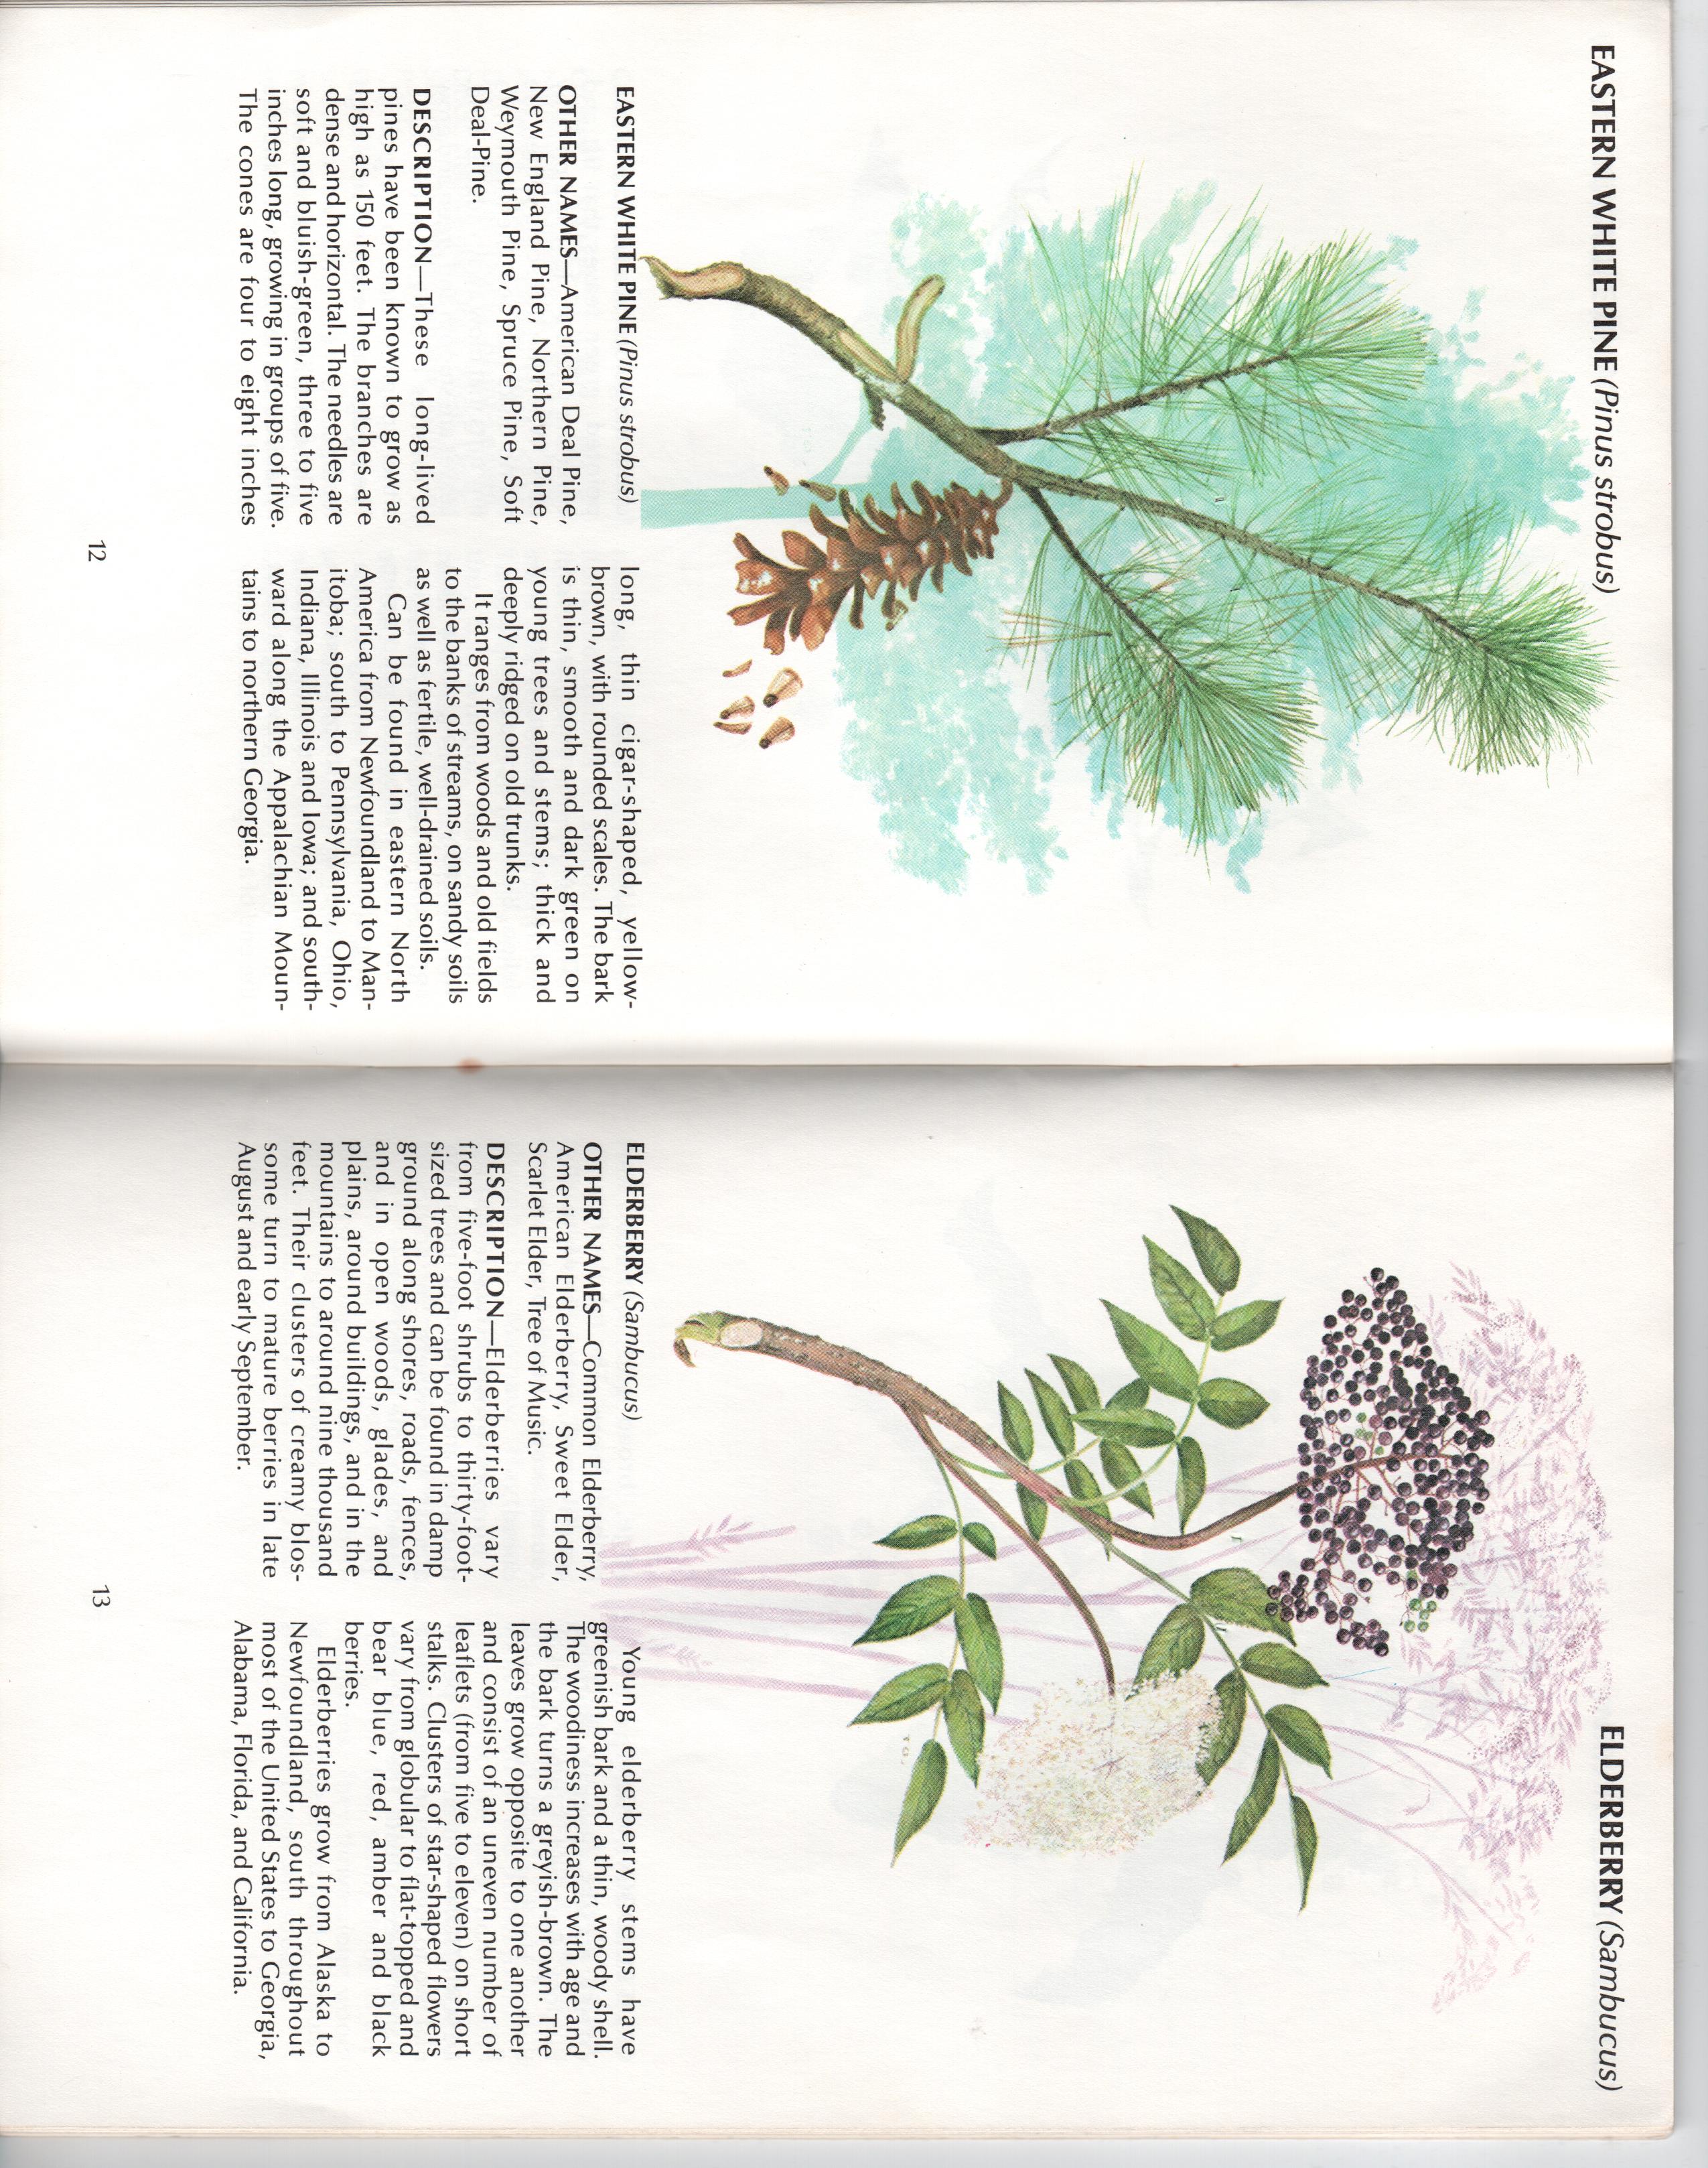 EASTERN WHITE PINE (Pinus strobus)
EASTERN WHITE PINE (Pinus strobus)
OTHER NAMES—American Deal Pine,
New England Pine, Northern Pine,
Weymouth Pine, Spruce Pine, Soft
Deal-Pine.
DESCRIPTION—These long-lived
pines have been known to grow as
high as 150 feet. The branches are
dense and horizontal. The needles are
soft and bluish-green, three to five
inches long, growing in groups of five.
The cones are four to eight inches
long, thin cigar-shaped, yellow-
brown, with rounded scales. The bark
is thin, smooth and dark green on
young trees and stems; thick and
deeply ridged on old trunks.
It ranges from woods and old fields
to the banks of streams, on sandy soils
as well as fertile, well-drained soils.
Can be found in eastern North
America from Newfoundland to Man-
itoba; south to Pennsylvania, Ohio,
Indiana, Illinois and Iowa; and south-
ward along the Appalachian Moun-
tains to northern Georgia.
12
ELDERBERRY (Sambucus)
TO.
ELDERBERRY (Sambucus)
OTHER NAMES—Common Elderberry,
American Elderberry, Sweet Elder,
Scarlet Elder, Tree of Music.
DESCRIPTION—Elderberries vary
from five-foot shrubs to thirty-foot-
sized trees and can be found in damp
ground along shores, roads, fences,
and in open woods, glades, and
plains, around buildings, and in the
mountains to around nine thousand
feet. Their clusters of creamy blos-
some turn to mature berries in late
August and early September.
Young elderberry stems have
greenish bark and a thin, woody shell.
The woodiness increases with age and
the bark turns a greyish-brown. The
leaves grow opposite to one another
and consist of an uneven number of
leaflets (from five to eleven) on short
stalks. Clusters of star-shaped flowers
vary from globular to flat-topped and
bear blue, red, amber and black
berries.
Elderberries grow from Alaska to
Newfoundland, south throughout
most of the United States to Georgia,
Alabama, Florida, and California.
13